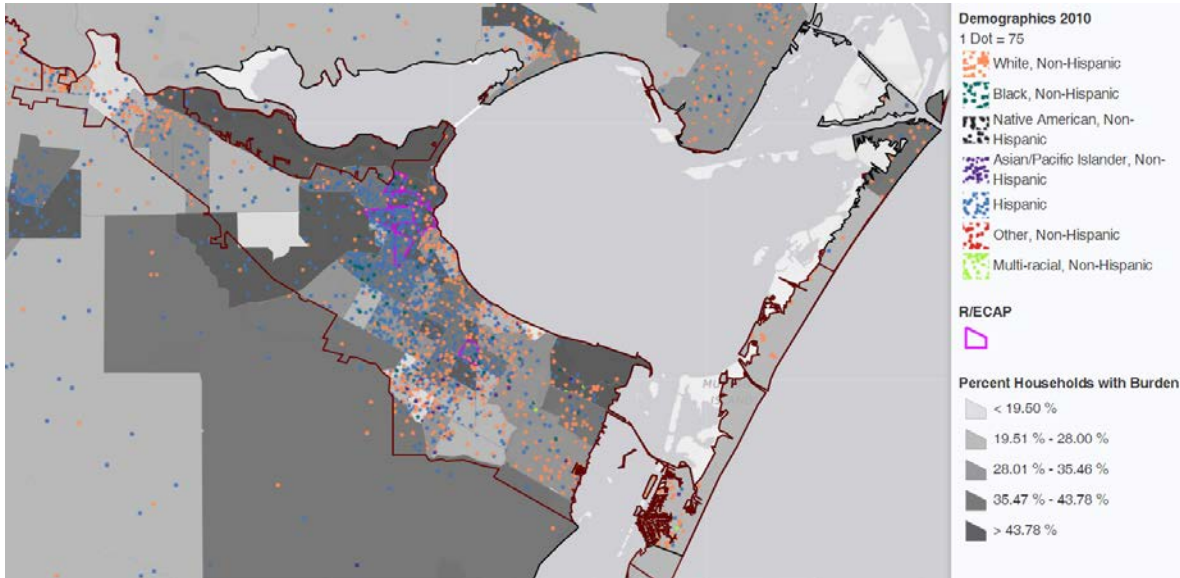 Demographics 2010
1 Dot = 75
White, Non-Hispanic
Black, Non-Hispanic
Native American, Non-
Hispanic
Asian/Pacific Islander, Non-
Hispanic
Hispanic
Other, Non-Hispanic
Multi-racial, Non-Hispanic
R/ECAP
Percent Households with Burden
< 19.50 %
19.51 % - 28.00 %
28.01 % - 35.46 %
35.47 % - 43.78 %
> 43.78 %